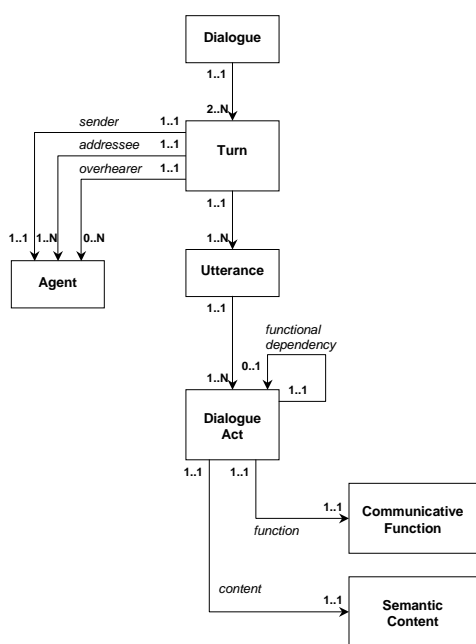 Dialogue
1..1
2..N
sender
1..1
addressee
1..1
Turn
overhearer
1..1
1..1
1..1
1..N
0..N
1..N
Agent
Utterance
1..1
functional
dependency
0..1
1..N
1..1
Dialogue
Act
1..1
1..1
1..1
Communicative
Function
function
content
1..1
Semantic
Content